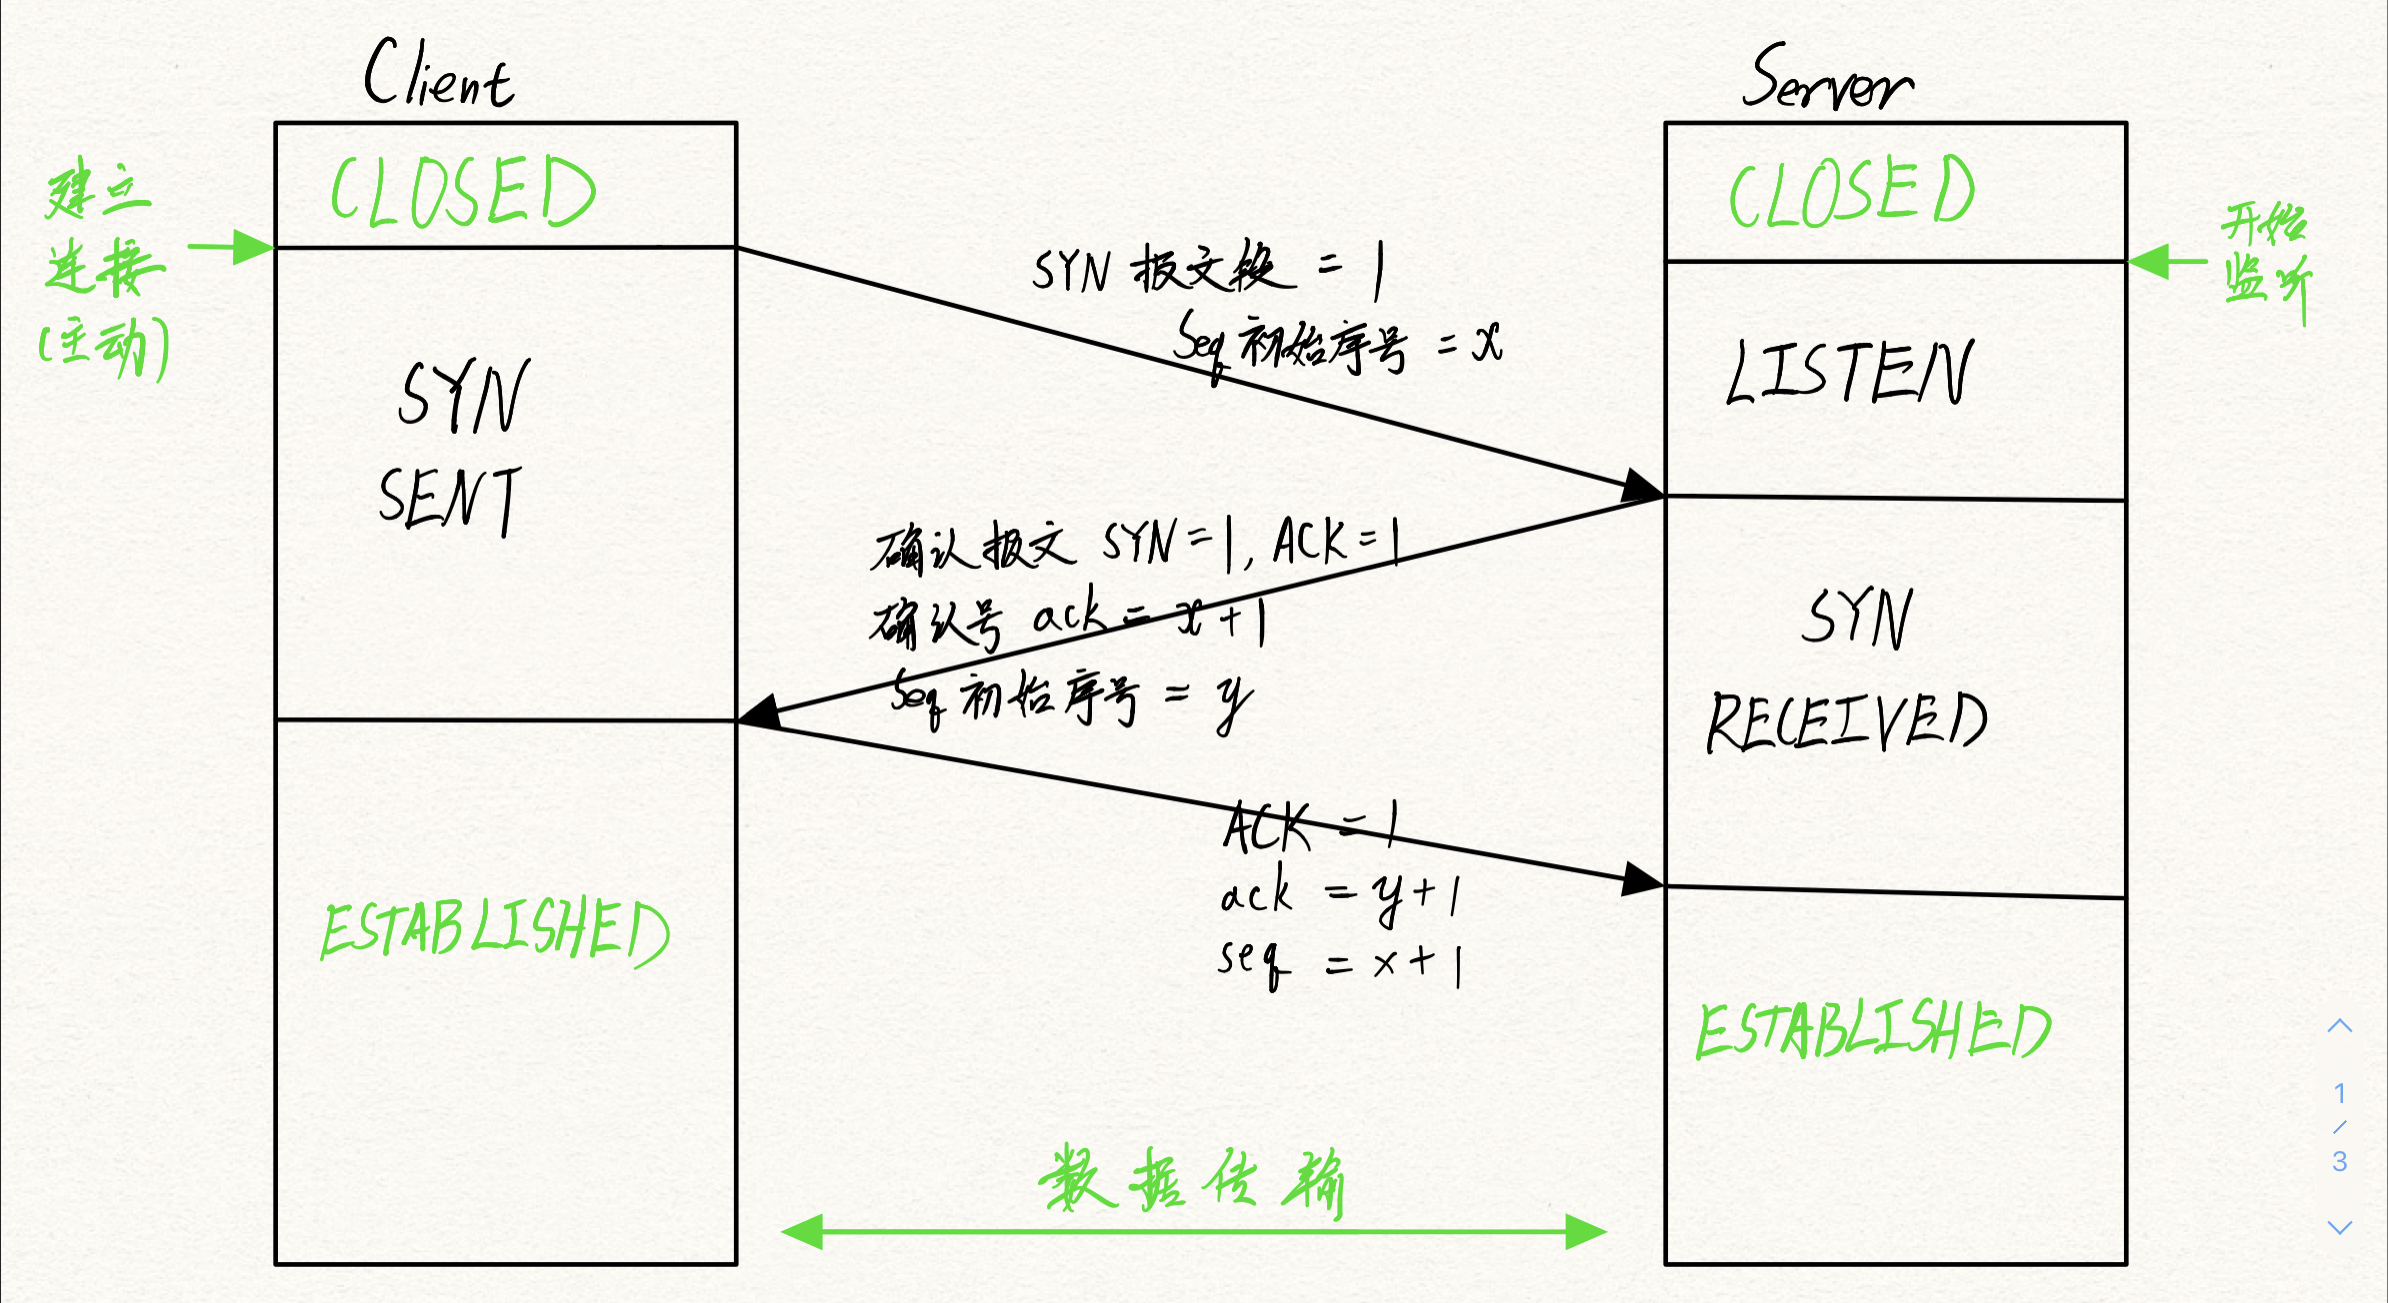 Client
Server
CLOSED
CLOSED
建立
连接
(主动)
开始
监听
SYN 报文段 = 1
Seq 初始序号 = x
SYN
SENT
LISTEN
确认报文 SYN=1, ACK=1
确认号 ack = x+1
Seq 初始序号 = y
SYN
RECEIVED
ACK = 1
ack = y+1
seq = x+1
ESTABLISHED
ESTABLISHED
数据传输
1
/
3